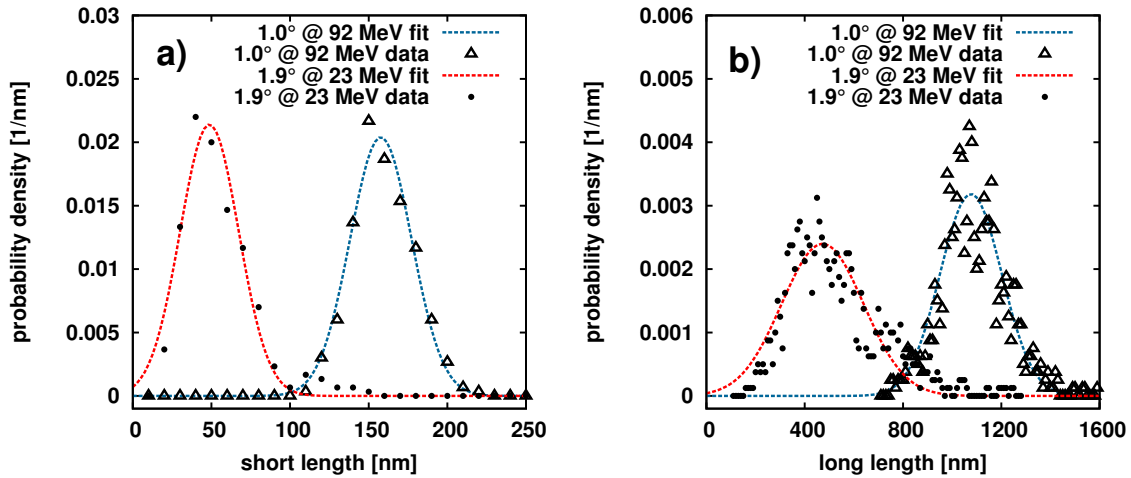 a)
1.0° @ 92 MeV fit
1.0° @ 92 MeV data
1.9° @ 23 MeV fit
1.9° @ 23 MeV data
probability density [1/nm]
0.03
0.025
0.02
0.015
0.01
0.005
0
0 50 100 150 200 250
short length [nm]
b)
1.0° @ 92 MeV fit
1.0° @ 92 MeV data
1.9° @ 23 MeV fit
1.9° @ 23 MeV data
probability density [1/nm]
0.006
0.005
0.004
0.003
0.002
0.001
0.000
0 400 800 1200 1600
long length [nm]